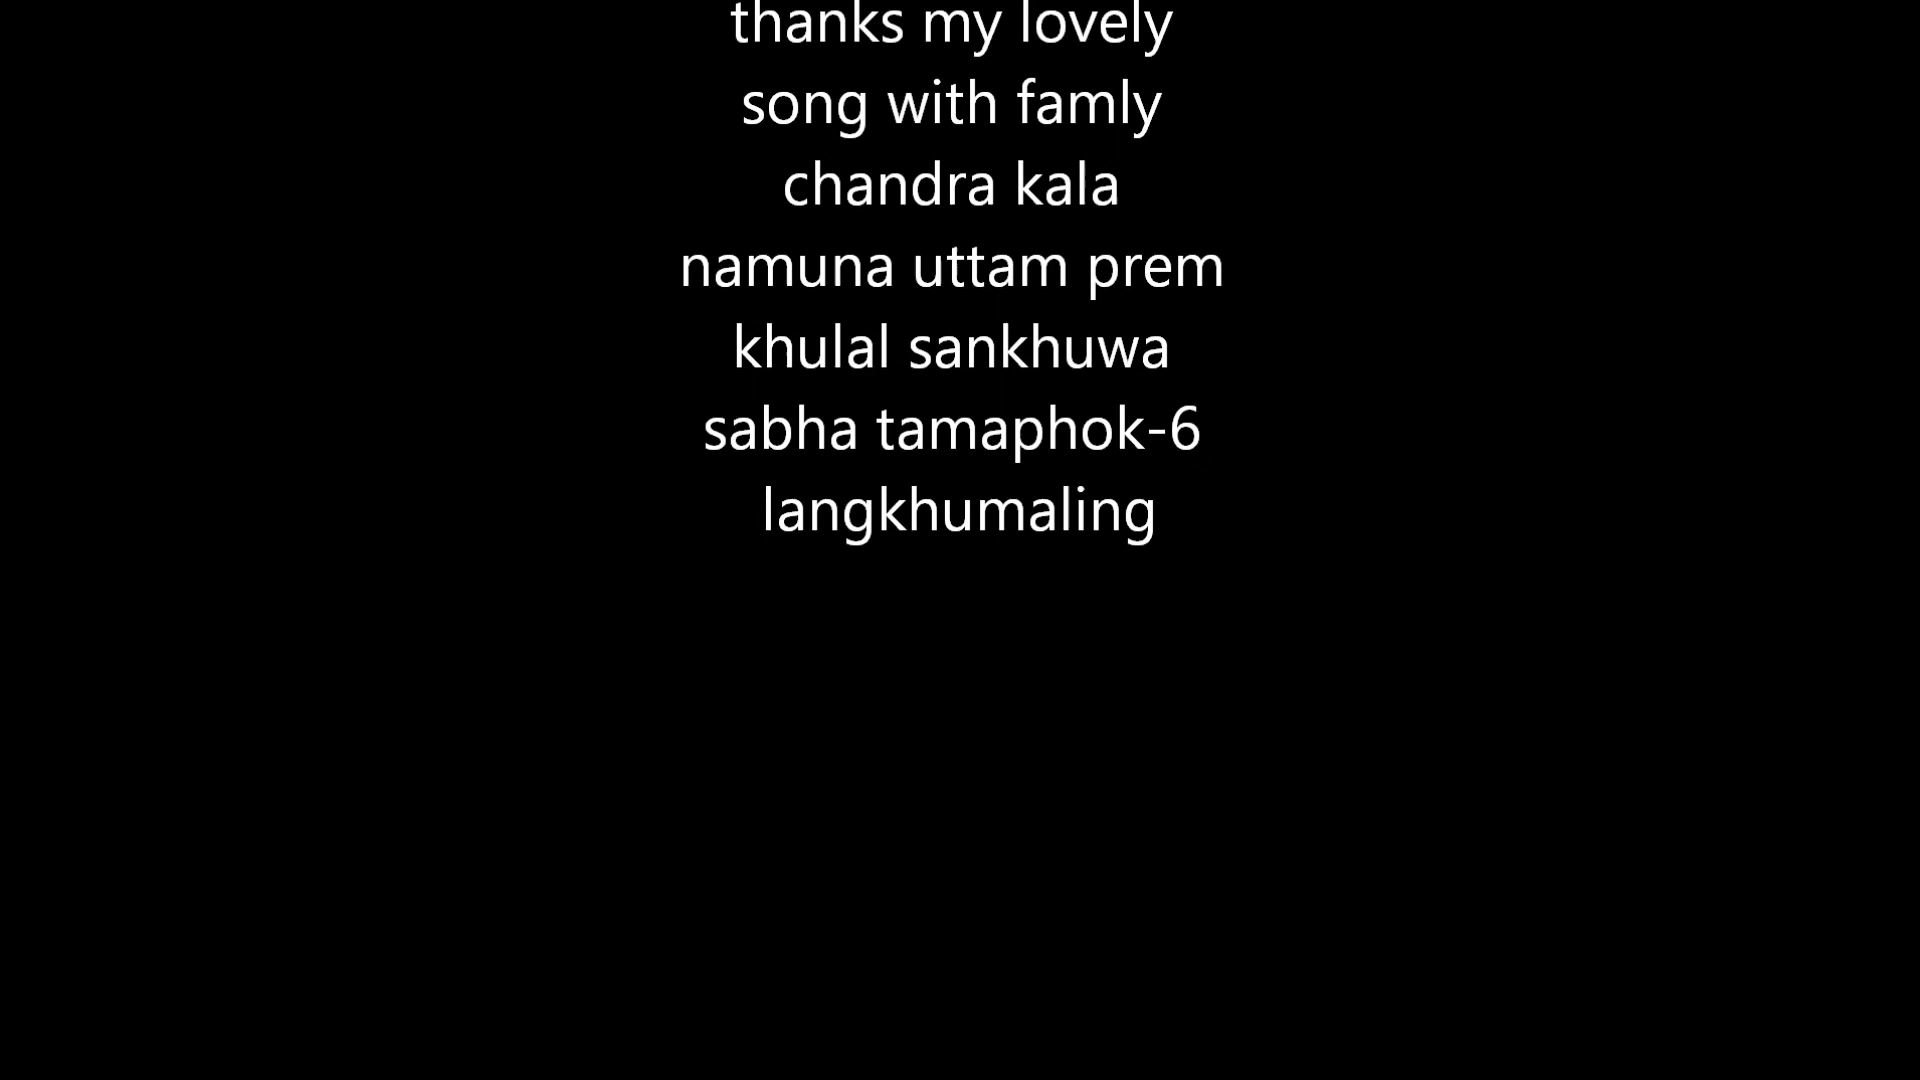 thanks my lovely
song with famly
chandra kala
namuna uttam prem
khulal sankhuwa
sabha tamaphok-6
langkhumaling